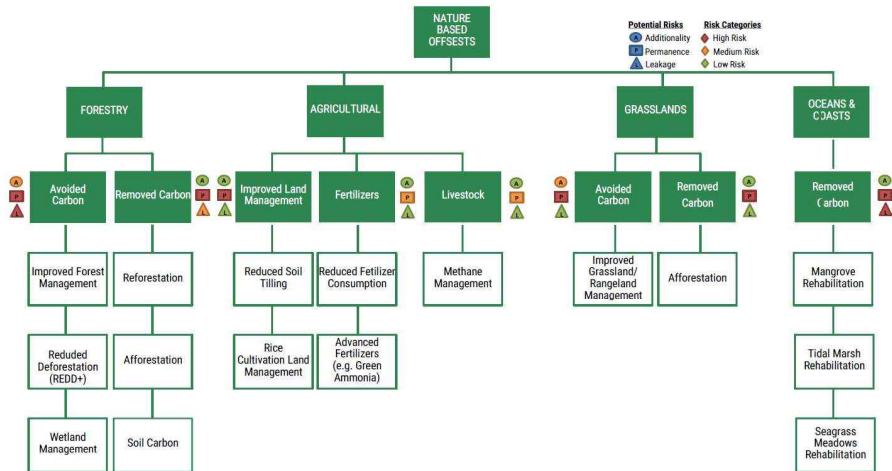 NATURE
BASED
OFFSESTS
Potential Risks
Risk Categories
A Additionality
High Risk
P Permanence
Medium Risk
L Leakage
Low Risk
FORESTRY
AGRICULTURAL
GRASSLANDS
OCEANS &
COASTS
A
P
L
Avoided
Carbon
Removed Carbon
A
P
L
A
P
L
Improved Land
Management
Fertilizers
A
P
L
Livestock
A
P
L
A
P
L
Avoided
Carbon
Removed
Carbon
A
P
L
Removed
Carbon
A
P
L
Improved Forest
Management
Reforestation
Reduced Soil
Tilling
Reduced Fetilizer
Consumption
Methane
Management
Improved
Grassland/
Rangeland
Management
Afforestation
Mangrove
Rehabilitation
Reduded
Deforestation
(REDD+)
Afforestation
Rice
Cultivation Land
Management
Advanced
Fertilizers
(e.g. Green
Ammonia)
Tidal Marsh
Rehabilitation
Wetland
Management
Soil Carbon
Seagrass
Meadows
Rehabilitation